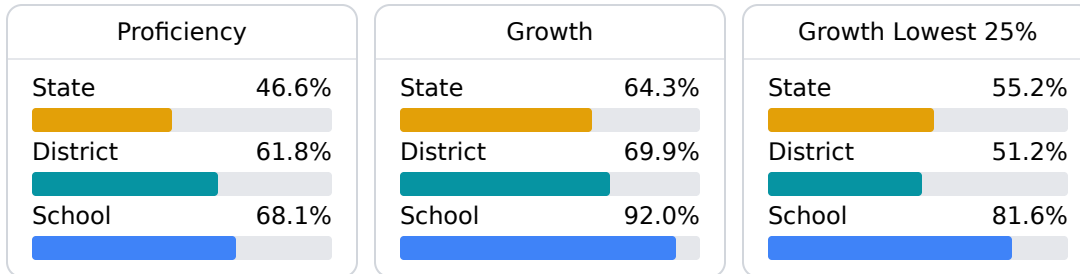 Proficiency
State 46.6%
District 61.8%
School 68.1%
Growth
State 64.3%
District 69.9%
School 92.0%
Growth Lowest 25%
State 55.2%
District 51.2%
School 81.6%